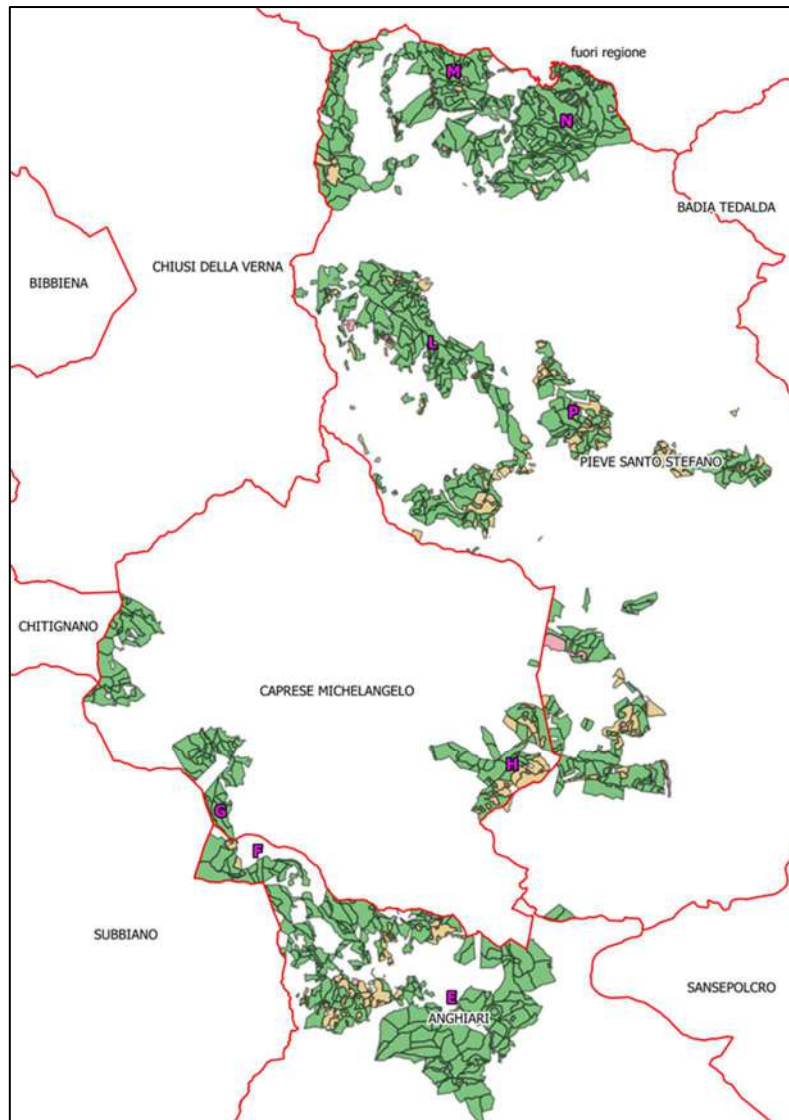 fuori regione
M
N
BADIA TEDALDA
CHIUSI DELLA VERNA
BIBBIENA
L
P
PIEVE SANTO STEFANO
CHITIGNANO
CAPRESE MICHELANGELO
H
G
F
SUBBIANO
SANSEPOLCRO
E
ANGHIARI